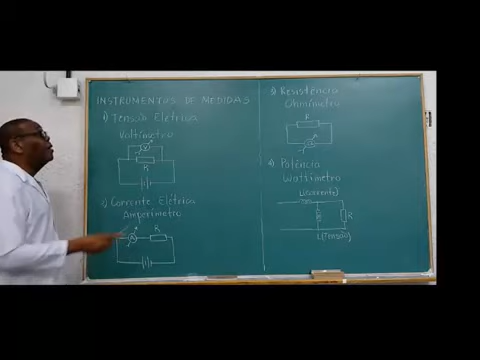 INSTRUMENTOS DE MEDIDAS
1) Tensão Elétrica
Voltímetro
V
R
2) Corrente Elétrica
Amperímetro
A
R
3) Resistência
Ohmímetro
R
4) Potência
Wattímetro
L(corrente)
R
L(Tensão)